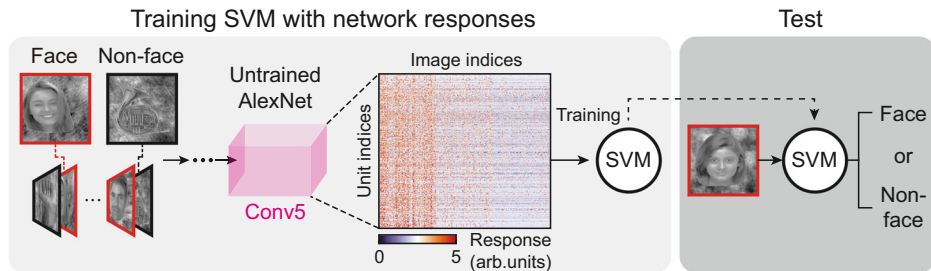 Training SVM with network responses
Test
Face
Non-face
Untrained
AlexNet
Conv5
Image indices
Unit indices
0
5
Response
(arb.units)
Training
SVM
SVM
Face
or
Non-
face